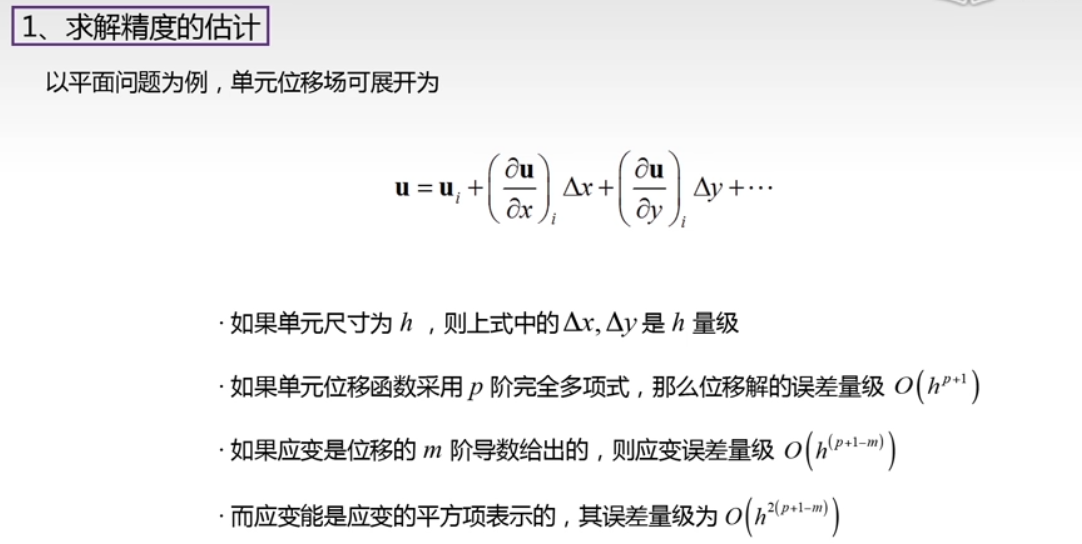 1、求解精度的估计
以平面问题为例，单元位移场可展开为
$\mathbf{u} = \mathbf{u}_i + \left(\frac{\partial \mathbf{u}}{\partial x}\right)_i \Delta x + \left(\frac{\partial \mathbf{u}}{\partial y}\right)_i \Delta y + \cdots$
· 如果单元尺寸为 $h$ ，则上式中的 $\Delta x, \Delta y$ 是 $h$ 量级
· 如果单元位移函数采用 $p$ 阶完全多项式，那么位移解的误差量级 $O\left(h^{p+1}\right)$
· 如果应变是位移的 $m$ 阶导数给出的，则应变误差量级 $O\left(h^{(p+1-m)}\right)$
· 而应变能是应变的平方项表示的，其误差量级为 $O\left(h^{2(p+1-m)}\right)$